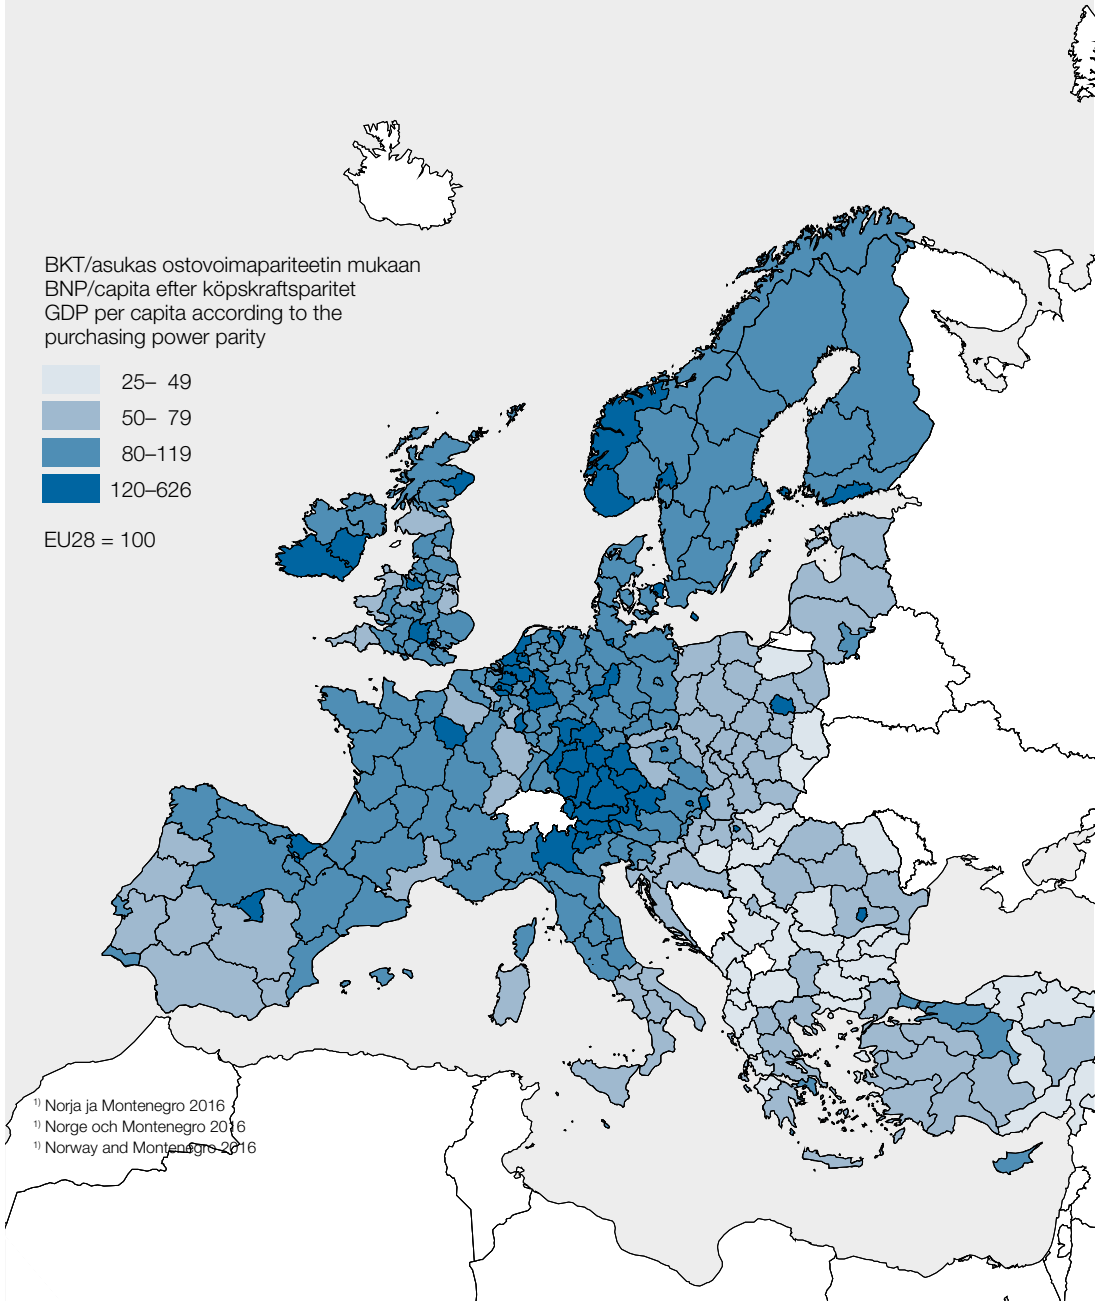 BKT/asukas ostovoimapariteetin mukaan
BNP/capita efter köpskraftsparitet
GDP per capita according to the
purchasing power parity
25– 49
50– 79
80–119
120–626
EU28 = 100
¹⁾ Norja ja Montenegro 2016
¹⁾ Norge och Montenegro 2016
¹⁾ Norway and Montenegro 2016